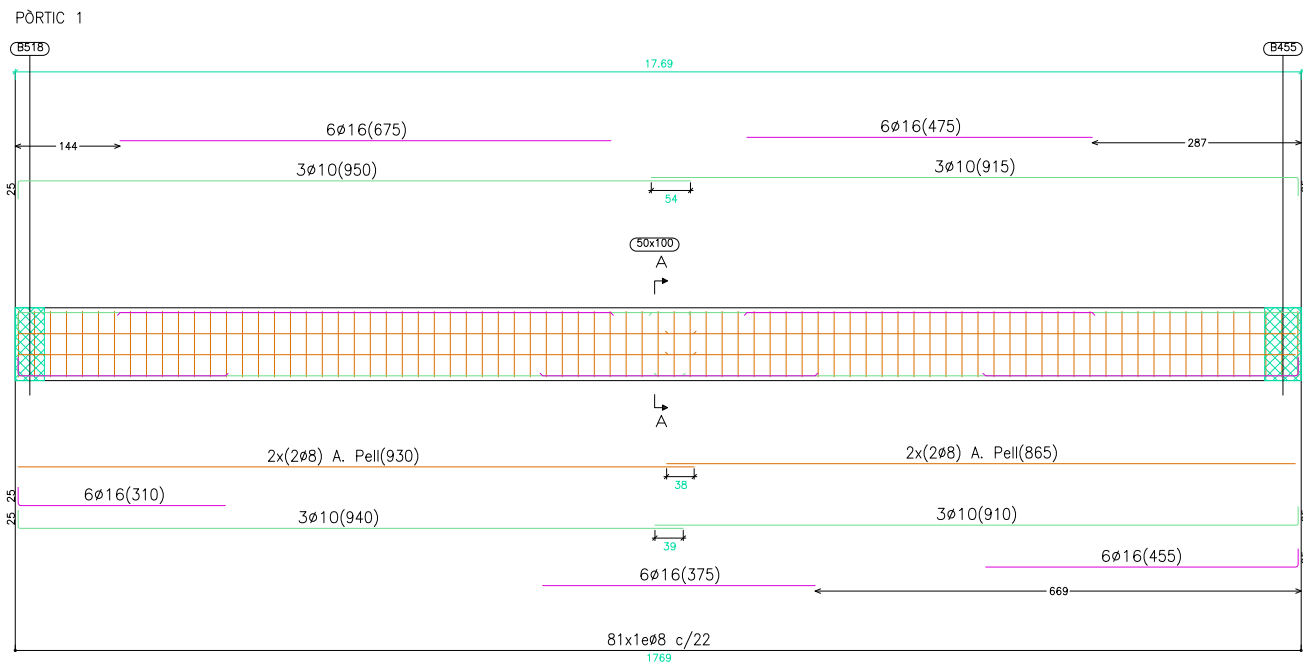 PÒRTIC 1
B518
B455
17.69
6ø16(675)
6ø16(475)
144
287
3ø10(950)
3ø10(915)
25
54
50x100
A
A
2x(2ø8) A. Pell(930)
2x(2ø8) A. Pell(865)
38
25
6ø16(310)
25
3ø10(940)
3ø10(910)
39
6ø16(455)
6ø16(375)
669
81x1eø8 c/22
1769